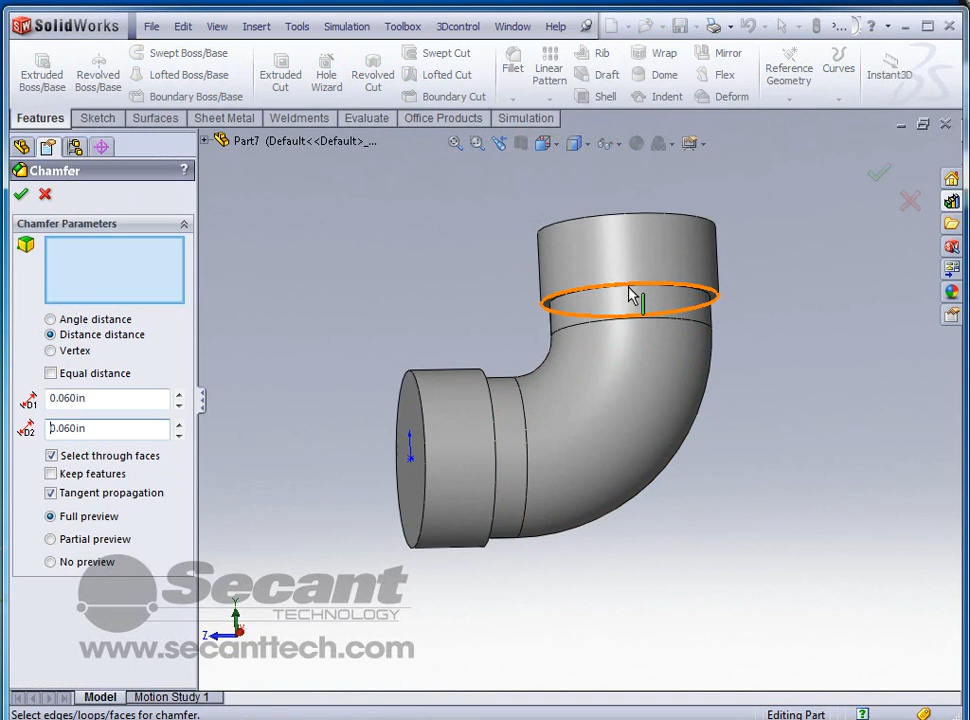 SolidWorks File Edit View Insert Tools Simulation Toolbox 3Dcontrol Window Help ?
Extruded Boss/Base
Revolved Boss/Base
Swept Boss/Base
Lofted Boss/Base
Boundary Boss/Base
Extruded Cut
Hole Wizard
Revolved Cut
Swept Cut
Lofted Cut
Boundary Cut
Fillet
Linear Pattern
Rib
Draft
Shell
Wrap
Dome
Indent
Mirror
Flex
Deform
Reference Geometry
Curves
Instant3D
Features Sketch Surfaces Sheet Metal Weldments Evaluate Office Products Simulation
Part7 (Default<<Default>_...
Chamfer ?
Chamfer Parameters
Angle distance
Distance distance
Vertex
Equal distance
D1 0.060in
D2 0.060in
Select through faces
Keep features
Tangent propagation
Full preview
Partial preview
No preview
Secant
TECHNOLOGY
www.secanttech.com
Y
Z
Model Motion Study 1
Select edges/loops/faces for chamfer. Editing Part ?